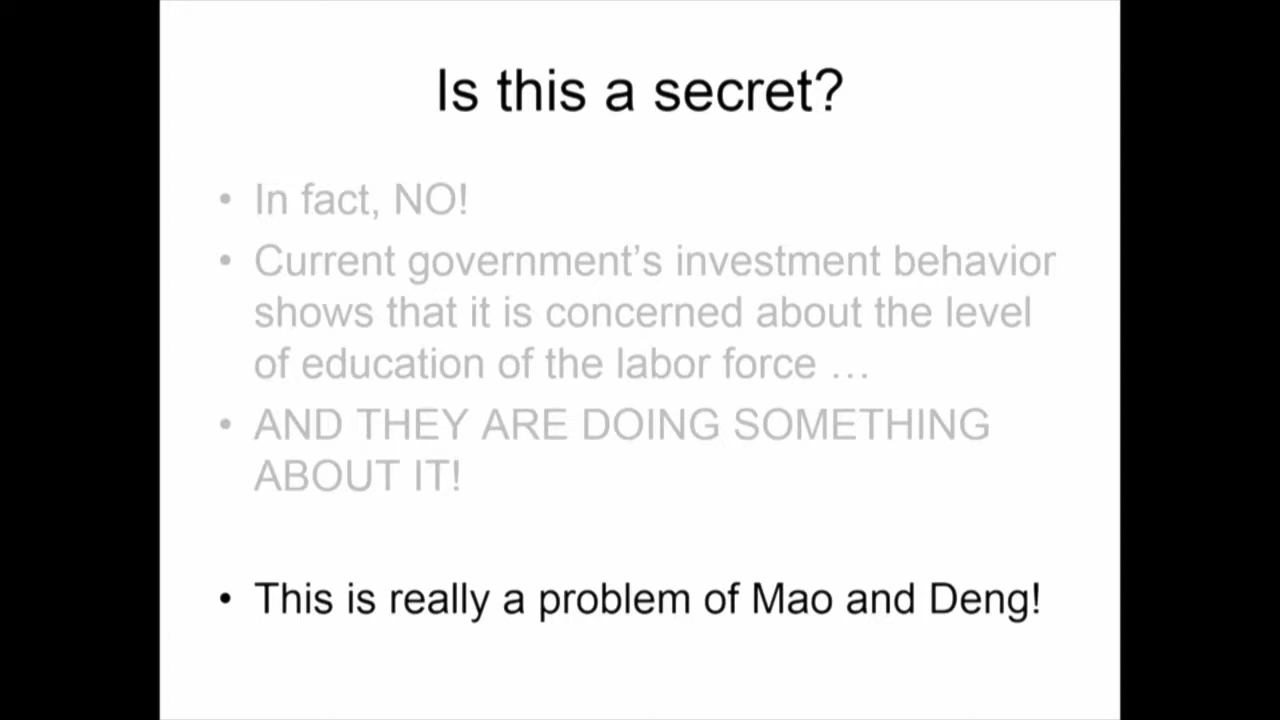 Is this a secret?
• In fact, NO!
• Current government’s investment behavior
shows that it is concerned about the level
of education of the labor force …
• AND THEY ARE DOING SOMETHING
ABOUT IT!
• This is really a problem of Mao and Deng!